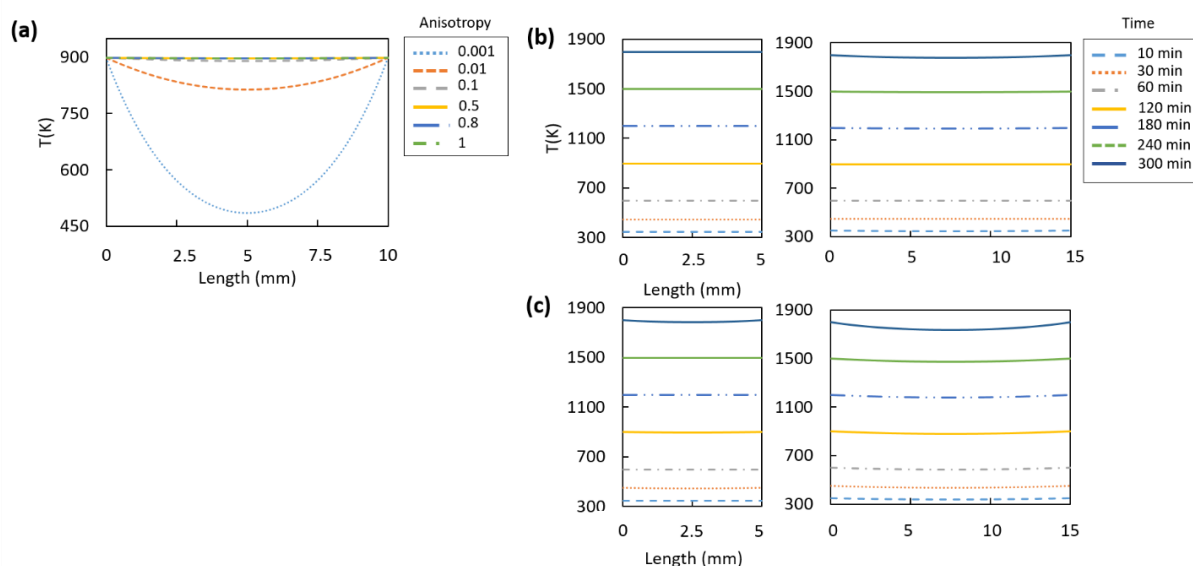 (a)
Anisotropy
0.001
0.01
0.1
0.5
0.8
1
T(K)
900
750
600
450
0 2.5 5 7.5 10
Length (mm)
(b)
T(K)
1900
1500
1100
700
300
0 2.5 5
Length (mm)
1900
1500
1100
700
300
0 5 10 15
Time
10 min
30 min
60 min
120 min
180 min
240 min
300 min
(c)
1900
1500
1100
700
300
0 2.5 5
Length (mm)
1900
1500
1100
700
300
0 5 10 15